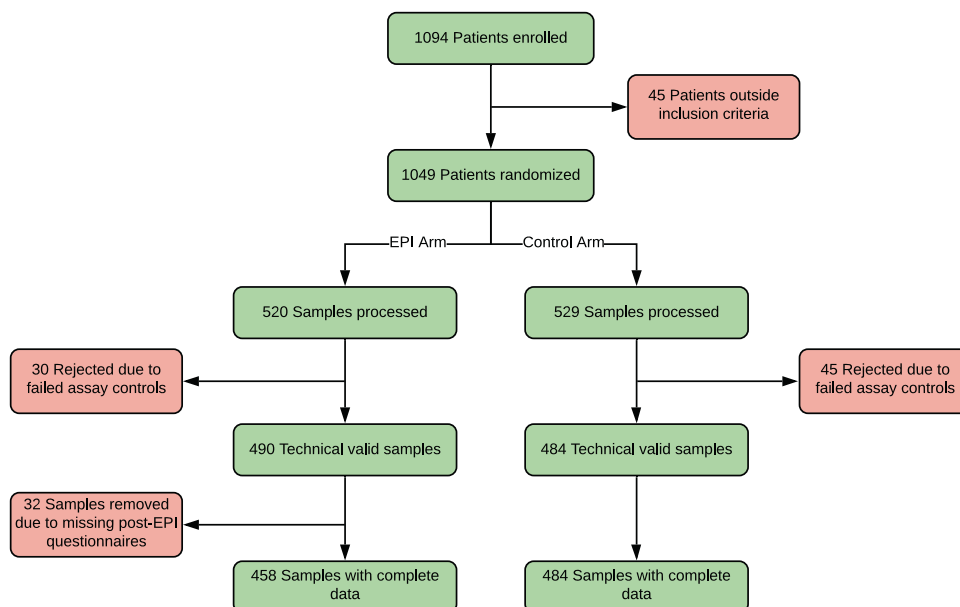 1094 Patients enrolled
45 Patients outside
inclusion criteria
1049 Patients randomized
EPI Arm
Control Arm
520 Samples processed
529 Samples processed
30 Rejected due to
failed assay controls
45 Rejected due to
failed assay controls
490 Technical valid samples
484 Technical valid samples
32 Samples removed
due to missing post-EPI
questionnaires
458 Samples with complete
data
484 Samples with complete
data